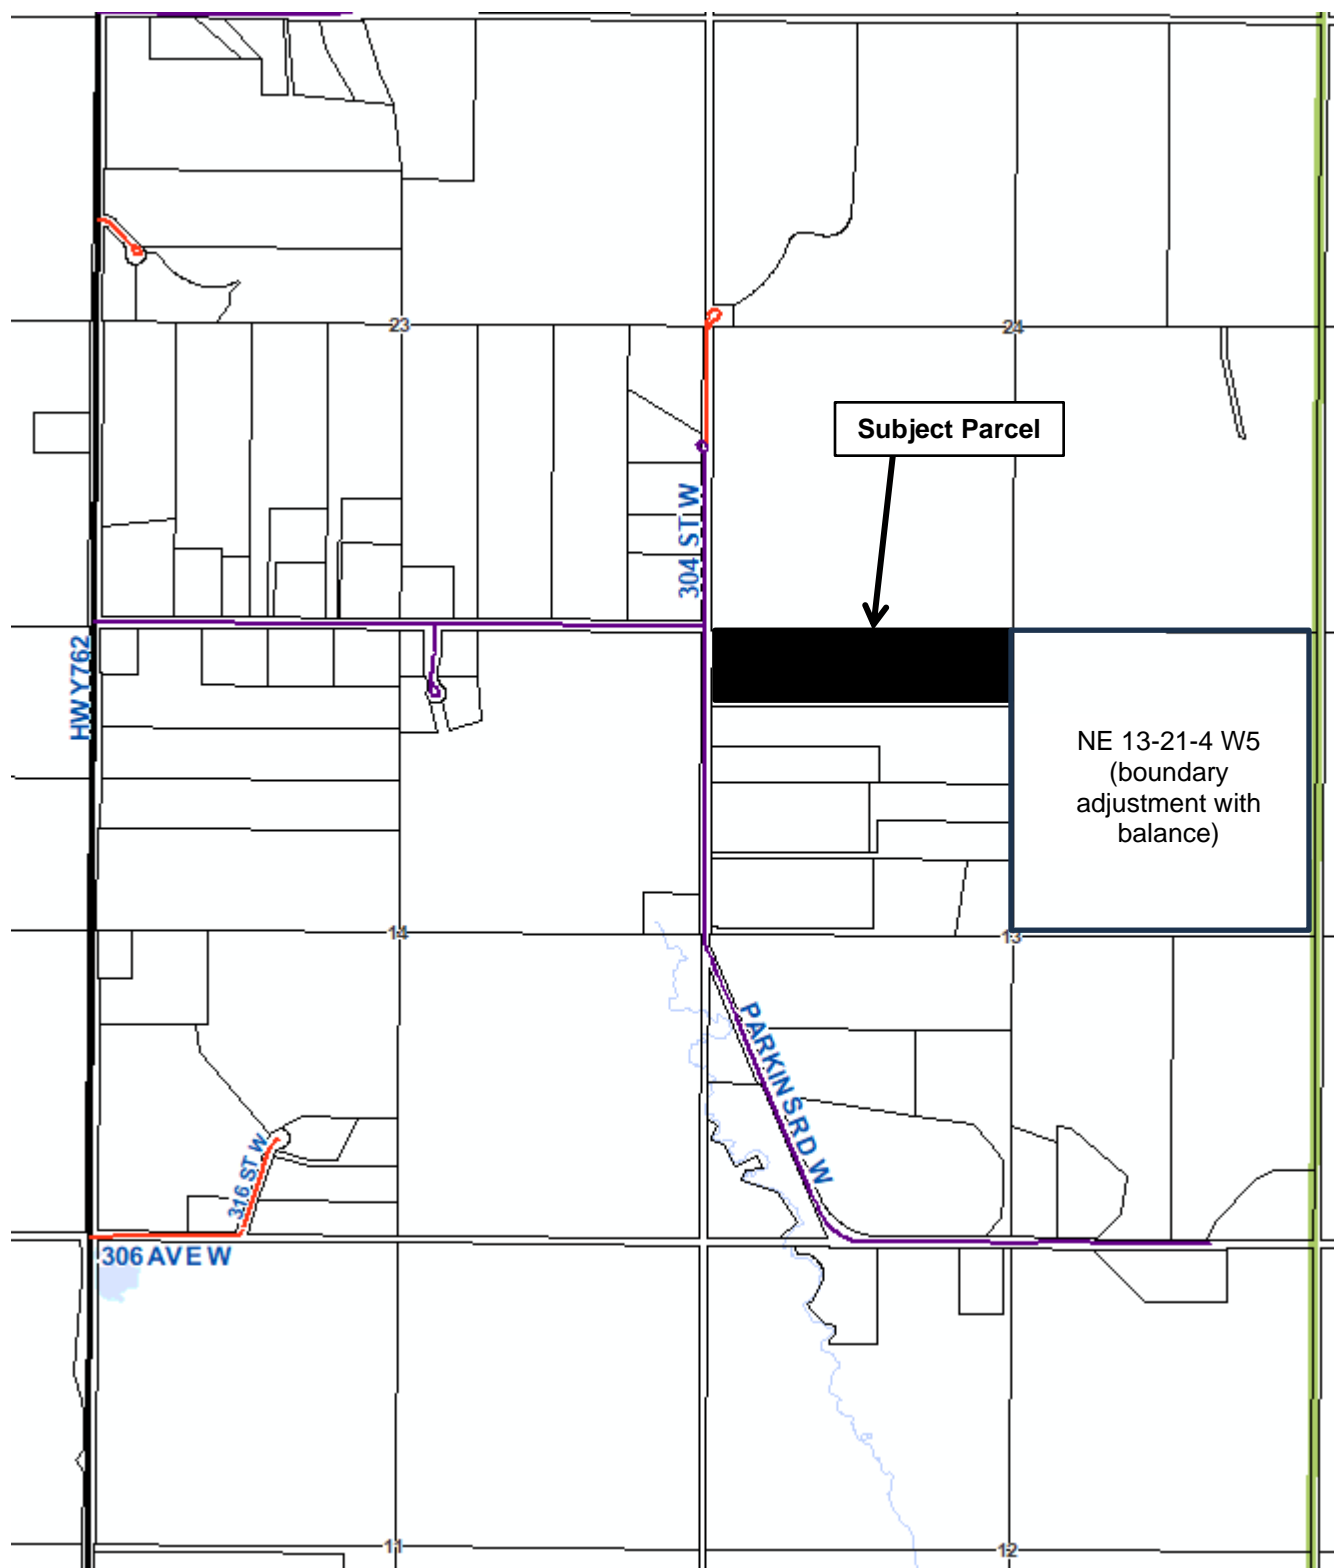 23
24
Subject Parcel
304 ST W
HWY762
NE 13-21-4 W5
(boundary
adjustment with
balance)
14
13
PARKINS RD W
316 ST W
306 AVE W
11
12